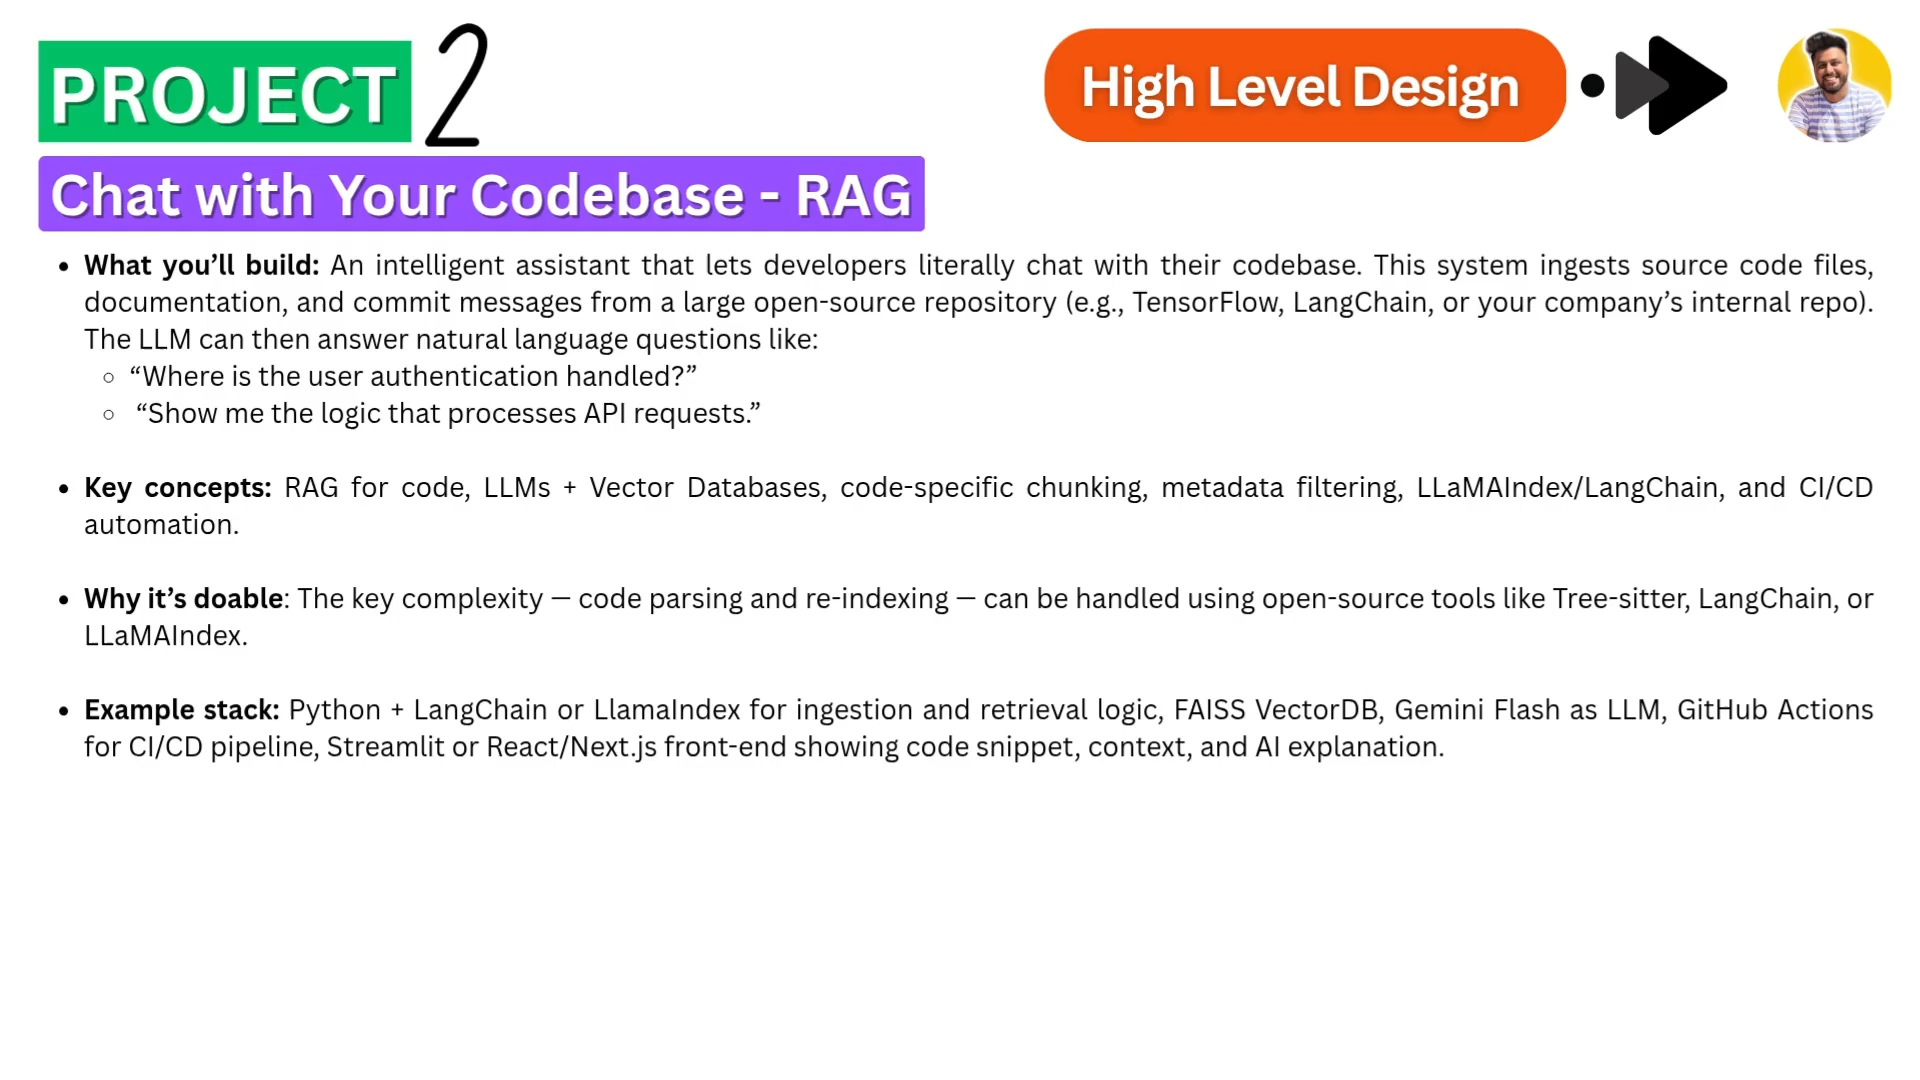 PROJECT 2
High Level Design
Chat with Your Codebase - RAG
• What you’ll build: An intelligent assistant that lets developers literally chat with their codebase. This system ingests source code files,
documentation, and commit messages from a large open-source repository (e.g., TensorFlow, LangChain, or your company’s internal repo).
The LLM can then answer natural language questions like:
○ “Where is the user authentication handled?”
○ “Show me the logic that processes API requests.”
• Key concepts: RAG for code, LLMs + Vector Databases, code-specific chunking, metadata filtering, LLaMAIndex/LangChain, and CI/CD
automation.
• Why it’s doable: The key complexity — code parsing and re-indexing — can be handled using open-source tools like Tree-sitter, LangChain, or
LLaMAIndex.
• Example stack: Python + LangChain or LlamaIndex for ingestion and retrieval logic, FAISS VectorDB, Gemini Flash as LLM, GitHub Actions
for CI/CD pipeline, Streamlit or React/Next.js front-end showing code snippet, context, and AI explanation.